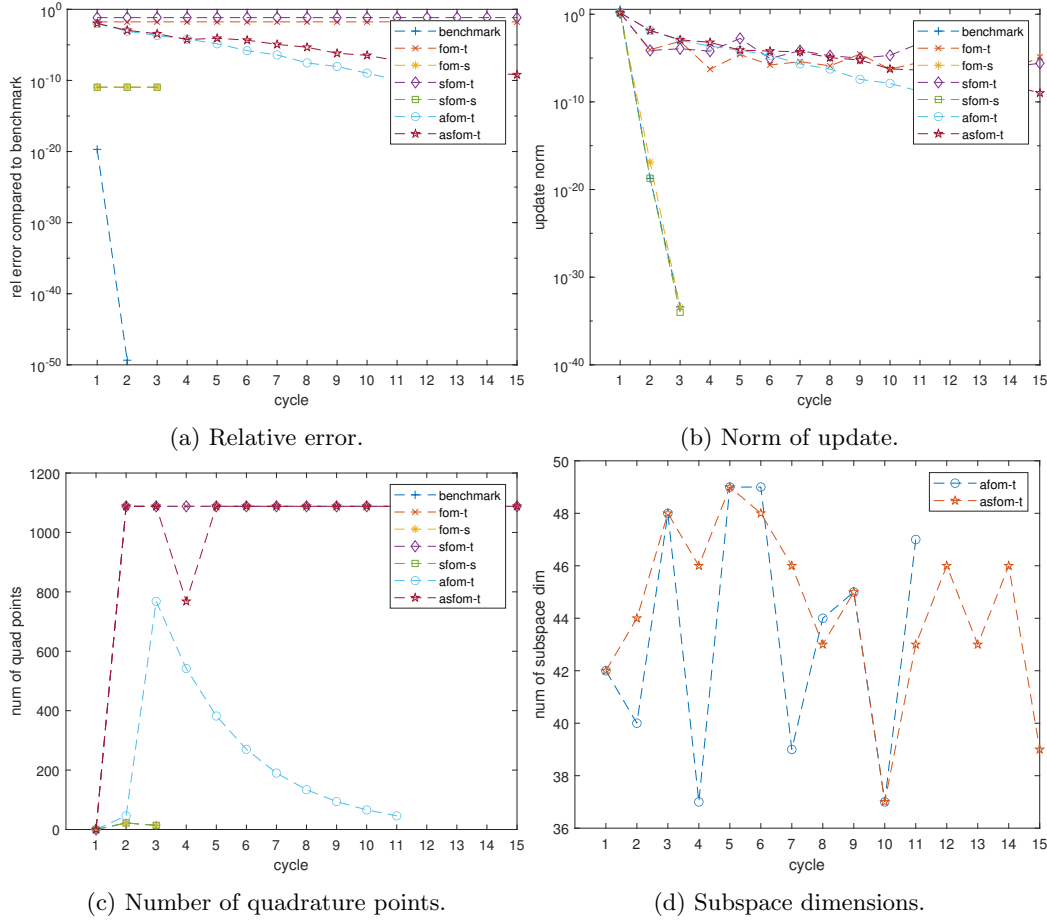 10^0
10^-10
10^-20
10^-30
10^-40
10^-50
rel error compared to benchmark
benchmark
fom-t
fom-s
sfom-t
sfom-s
afom-t
asfom-t
1 2 3 4 5 6 7 8 9 10 11 12 13 14 15
cycle
(a) Relative error.
10^0
10^-10
10^-20
10^-30
10^-40
update norm
benchmark
fom-t
fom-s
sfom-t
sfom-s
afom-t
asfom-t
1 2 3 4 5 6 7 8 9 10 11 12 13 14 15
cycle
(b) Norm of update.
1200
1000
800
600
400
200
0
num of quad points
benchmark
fom-t
fom-s
sfom-t
sfom-s
afom-t
asfom-t
1 2 3 4 5 6 7 8 9 10 11 12 13 14 15
cycle
(c) Number of quadrature points.
50
48
46
44
42
40
38
36
num of subspace dim
afom-t
asfom-t
1 2 3 4 5 6 7 8 9 10 11 12 13 14 15
cycle
(d) Subspace dimensions.